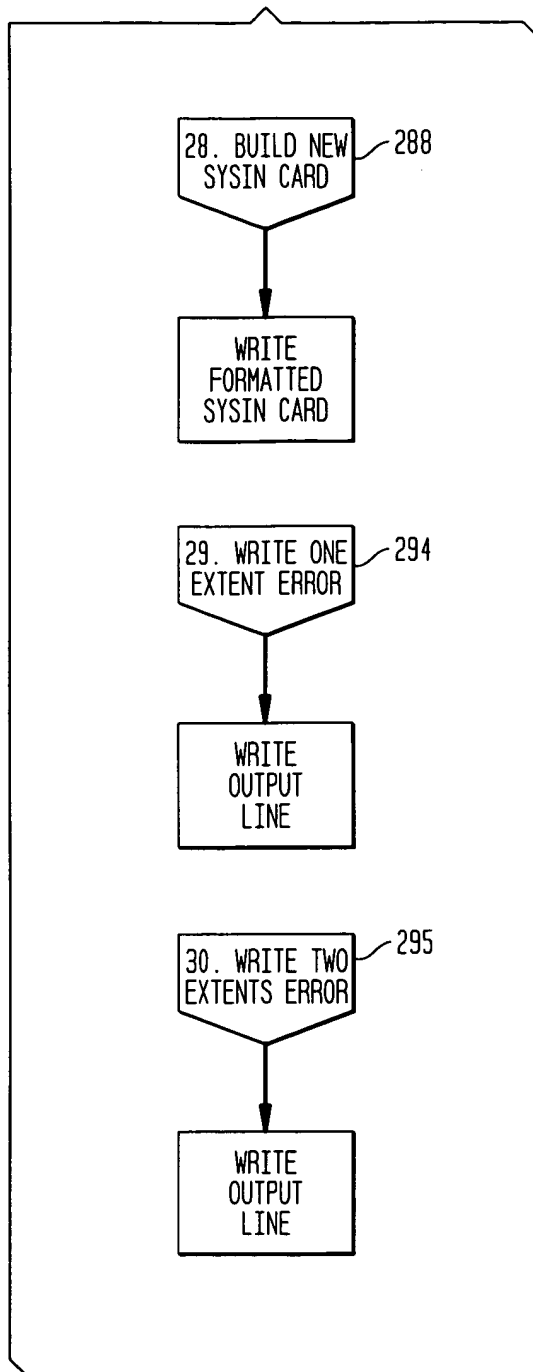 28. BUILD NEW
SYSIN CARD
288
WRITE
FORMATTED
SYSIN CARD
29. WRITE ONE
EXTENT ERROR
294
WRITE
OUTPUT
LINE
30. WRITE TWO
EXTENTS ERROR
295
WRITE
OUTPUT
LINE